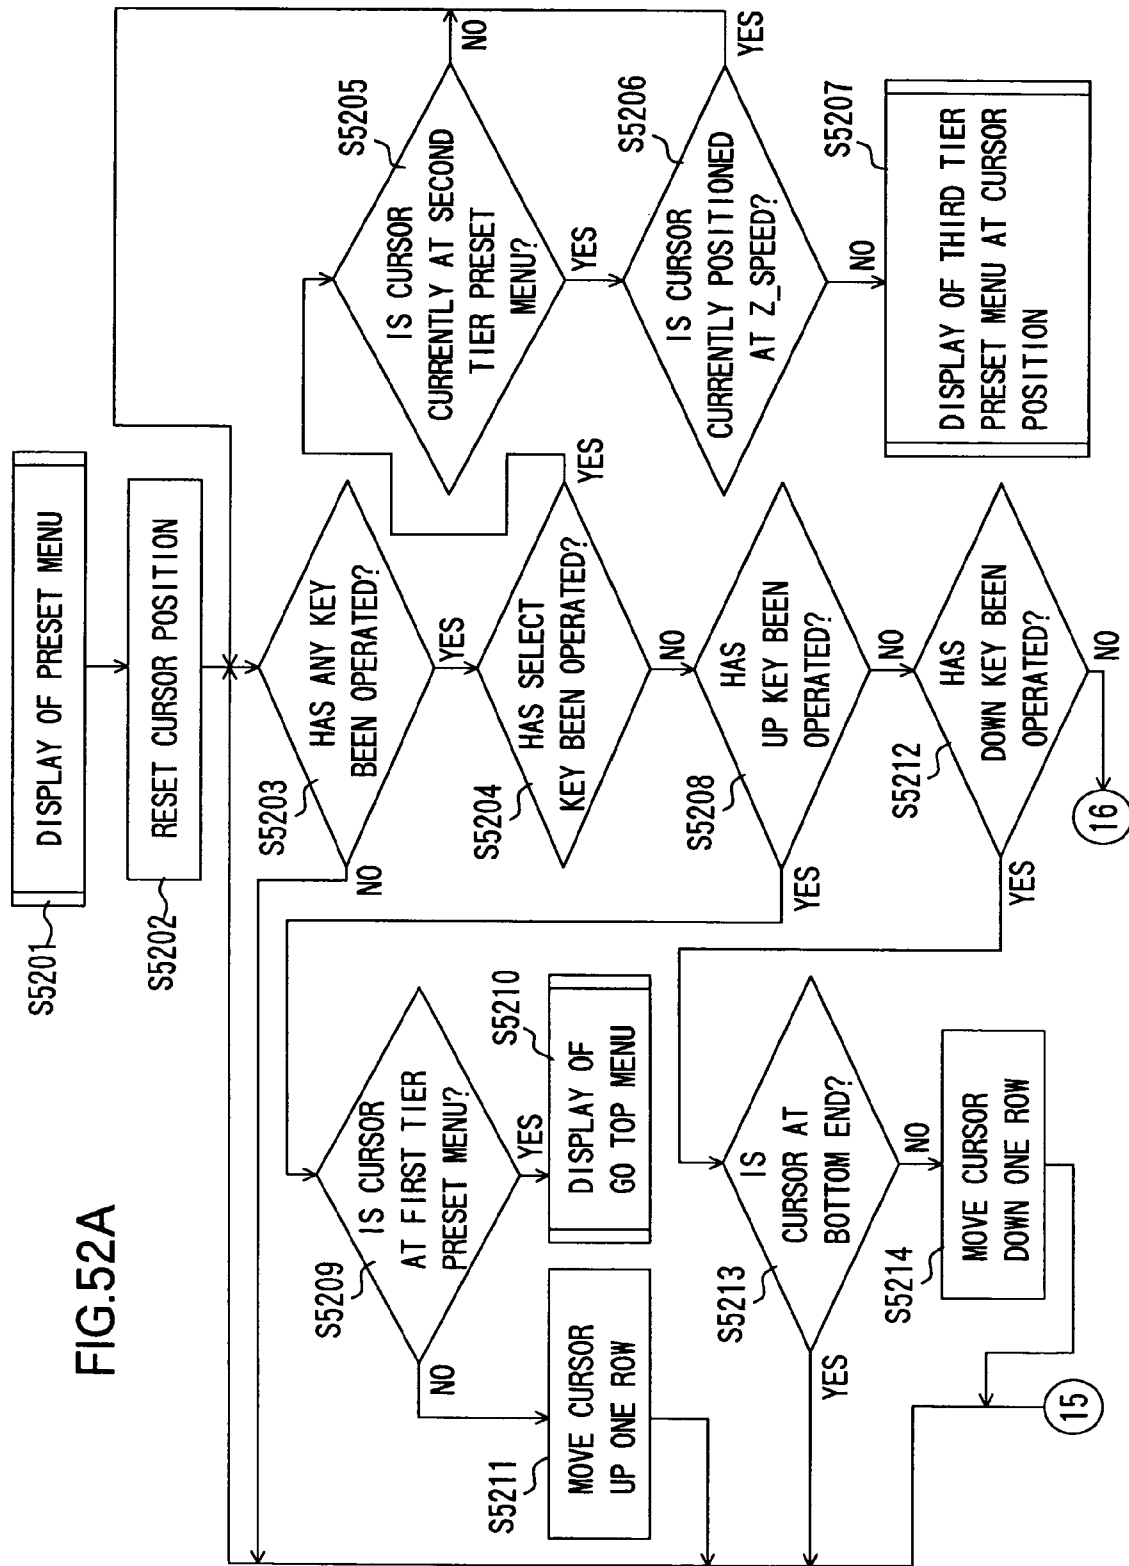 FIG.52A
DISPLAY OF PRESET MENU
S5201
RESET CURSOR POSITION
S5202
HAS ANY KEY
BEEN OPERATED?
S5203
NO
YES
HAS SELECT
KEY BEEN OPERATED?
S5204
YES
NO
IS CURSOR
CURRENTLY AT SECOND
TIER PRESET
MENU?
S5205
NO
YES
IS CURSOR
CURRENTLY POSITIONED
AT Z_SPEED?
S5206
YES
NO
S5207
DISPLAY OF THIRD TIER
PRESET MENU AT CURSOR
POSITION
HAS
UP KEY BEEN
OPERATED?
S5208
YES
NO
IS CURSOR
AT FIRST TIER
PRESET MENU?
S5209
NO
YES
S5210
DISPLAY OF
GO TOP MENU
MOVE CURSOR
UP ONE ROW
S5211
HAS
DOWN KEY BEEN
OPERATED?
S5212
YES
NO
16
IS
CURSOR AT
BOTTOM END?
S5213
YES
NO
MOVE CURSOR
DOWN ONE ROW
S5214
15